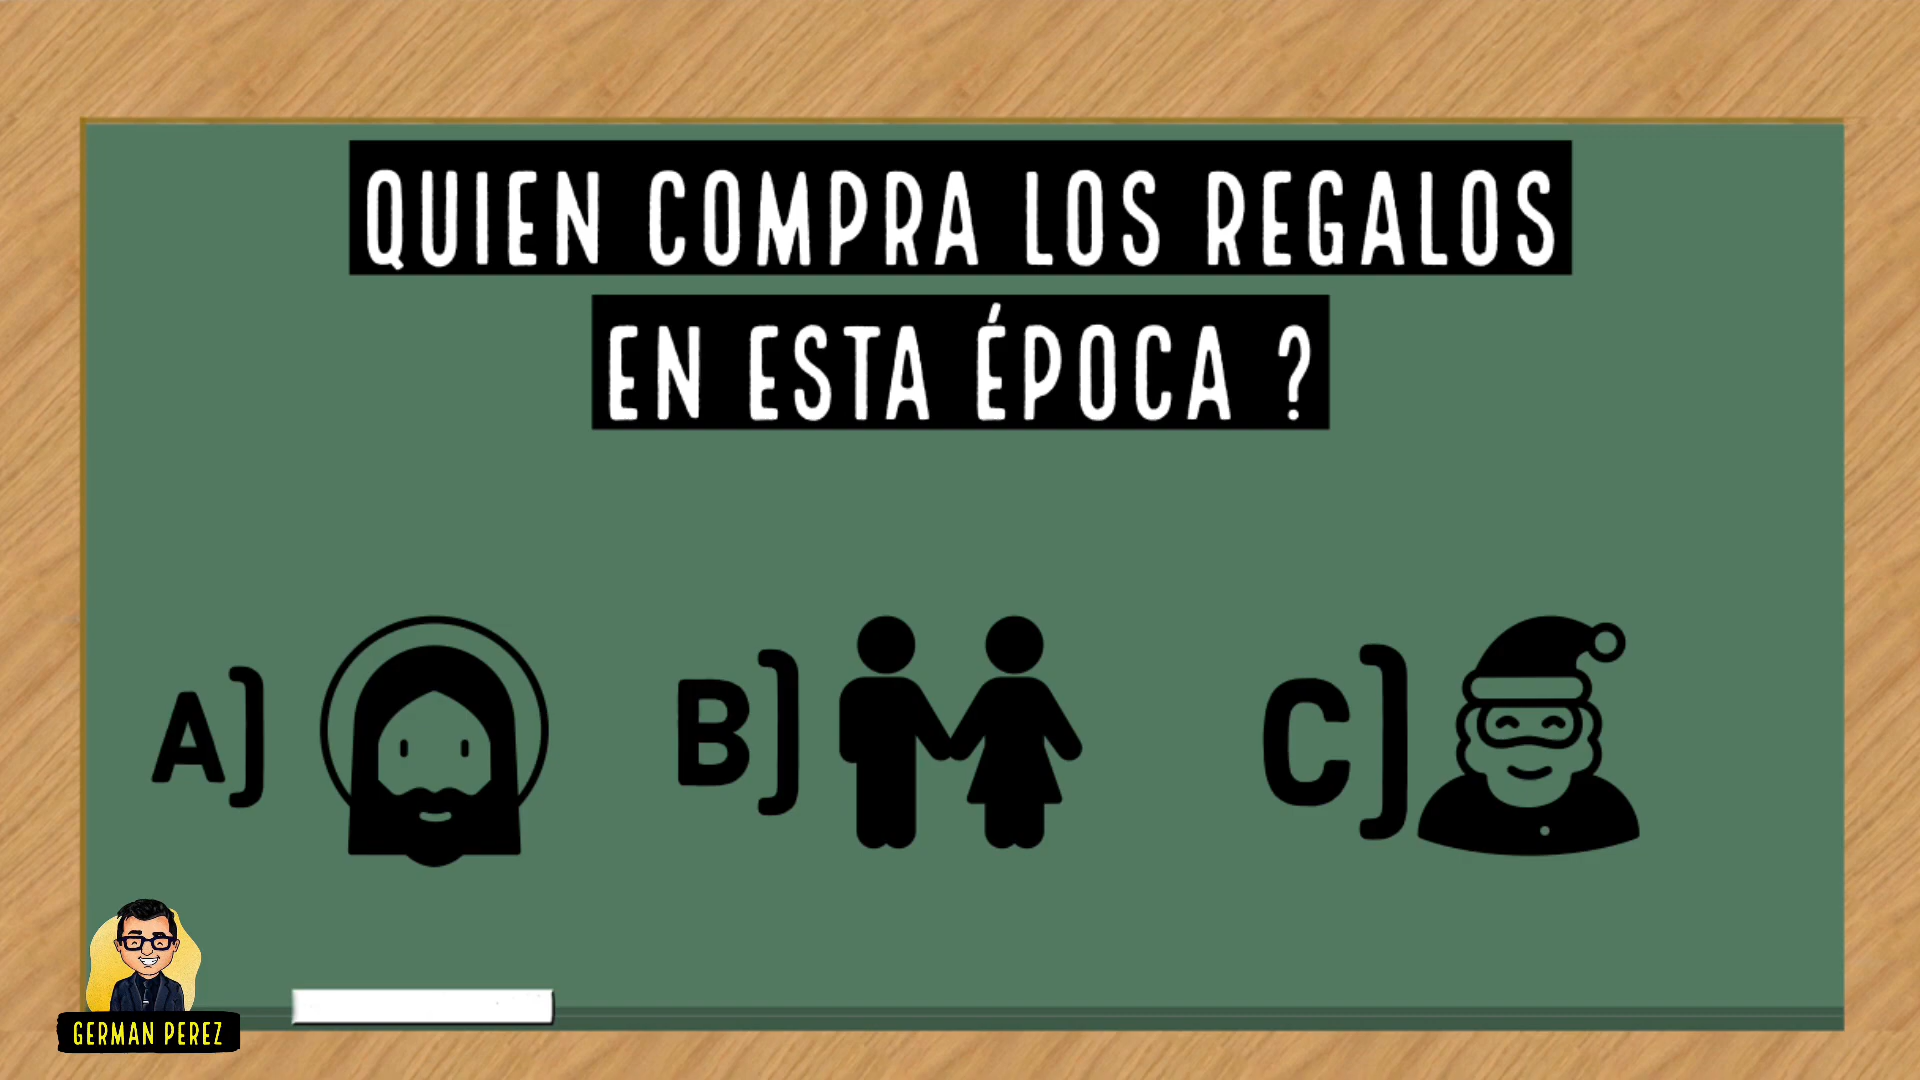 QUIEN COMPRA LOS REGALOS
EN ESTA ÉPOCA ?
A) B) C)
GERMAN PEREZ